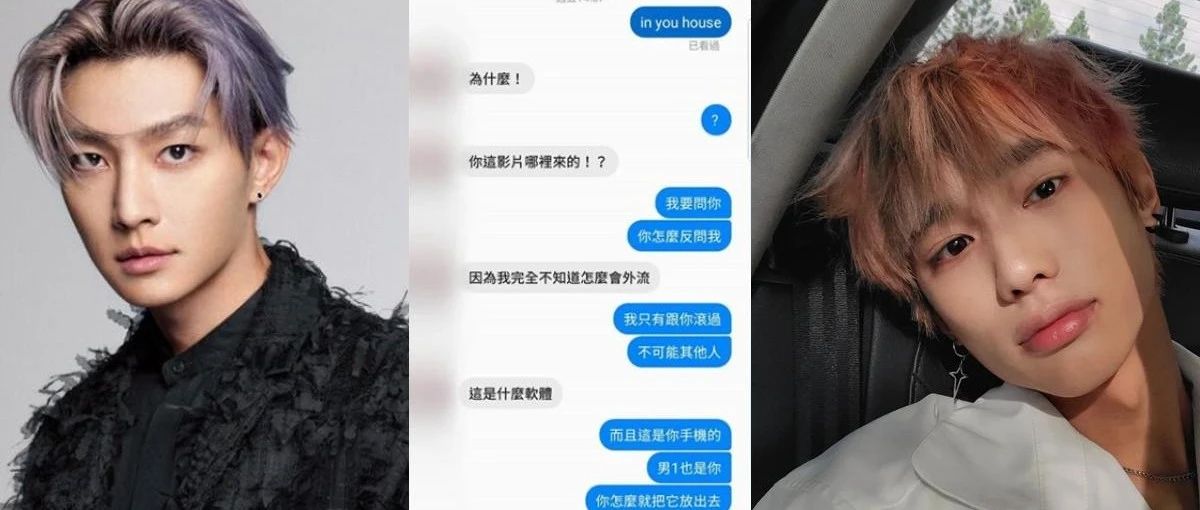 in you house
已看過
為什麼！
?
你這影片哪裡來的！？
我要問你
你怎麼反問我
因為我完全不知道怎麼會外流
我只有跟你滾過
不可能其他人
這是什麼軟體
而且這是你手機的
男1也是你
你怎麼就把它放出去